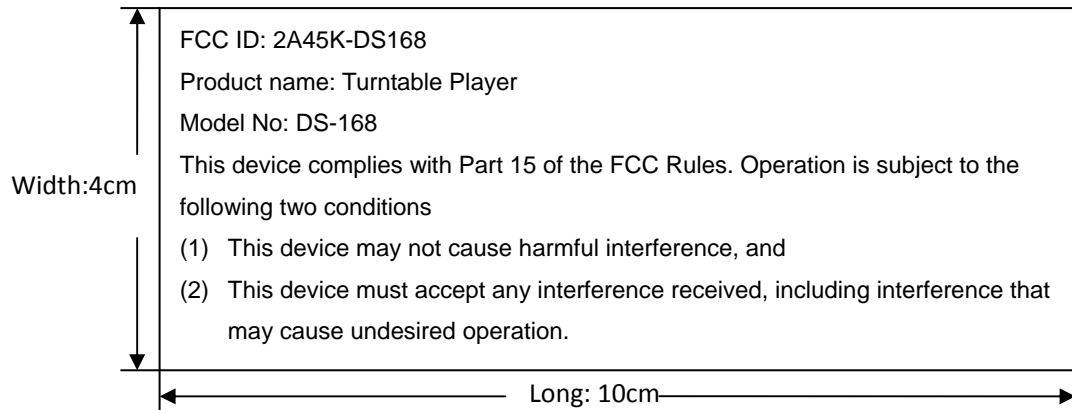 FCC ID: 2A45K-DS168
Product name: Turntable Player
Model No: DS-168
This device complies with Part 15 of the FCC Rules. Operation is subject to the
following two conditions
(1) This device may not cause harmful interference, and
(2) This device must accept any interference received, including interference that
may cause undesired operation.
Width:4cm
Long: 10cm